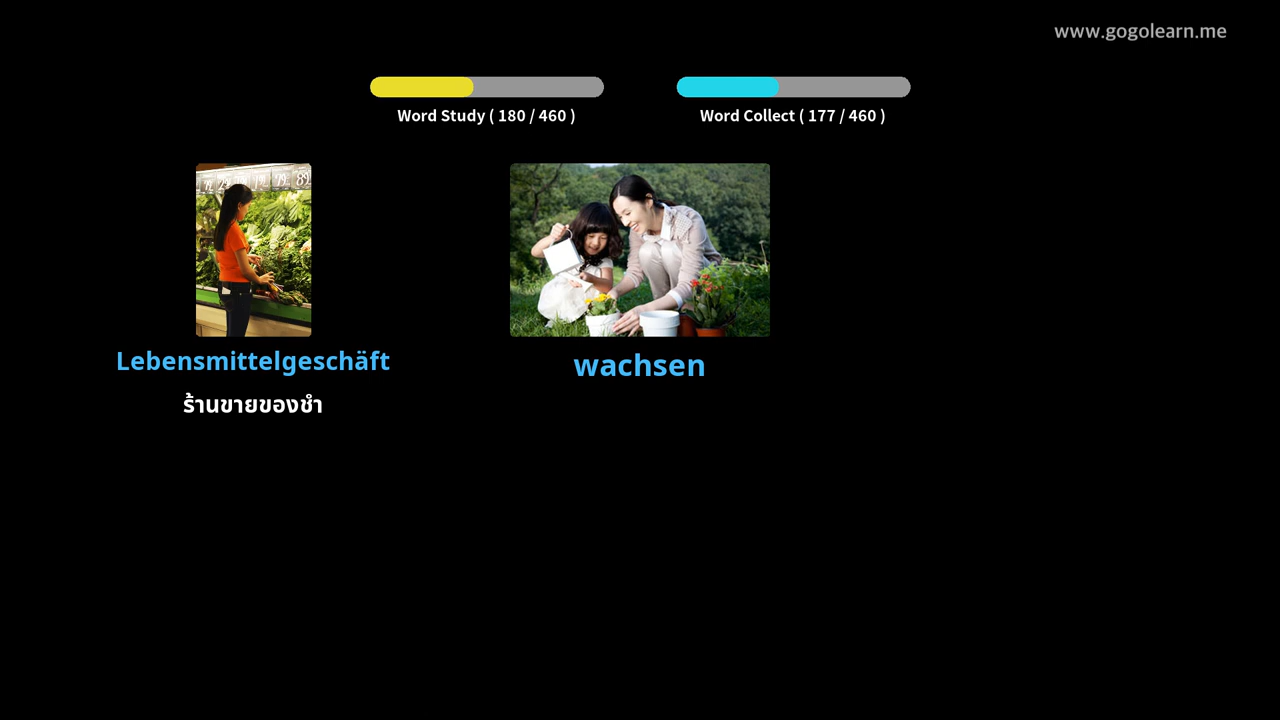 www.gogolearn.me
Word Study ( 180 / 460 )
Word Collect ( 177 / 460 )
Lebensmittelgeschäft
wachsen
ร้านขายของชำ